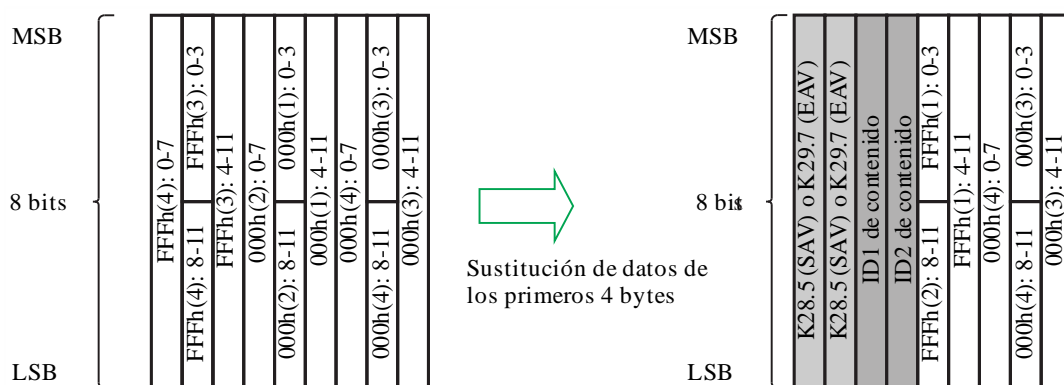 MSB
8 bits
LSB
FFFh(4): 0-7
FFFh(4): 8-11
FFFh(3): 0-3
FFFh(3): 4-11
000h(2): 0-7
000h(2): 8-11
000h(1): 0-3
000h(1): 4-11
000h(4): 0-7
000h(4): 8-11
000h(3): 0-3
000h(3): 4-11
Sustitución de datos de
los primeros 4 bytes
MSB
8 bits
LSB
K28.5 (SAV) o K29.7 (EAV)
K28.5 (SAV) o K29.7 (EAV)
ID1 de contenido
ID2 de contenido
FFFh(2): 8-11
FFFh(1): 0-3
FFFh(1): 4-11
000h(4): 0-7
000h(4): 8-11
000h(3): 0-3
000h(3): 4-11